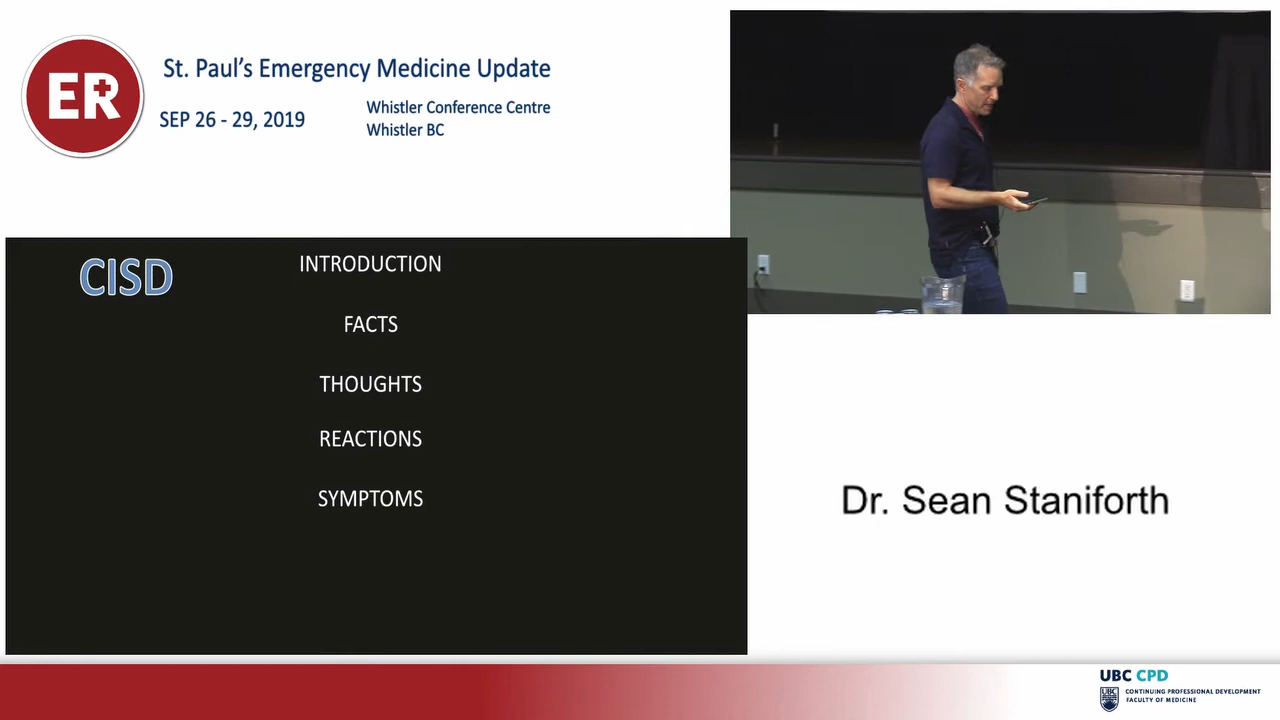 ER
St. Paul's Emergency Medicine Update
SEP 26 - 29, 2019
Whistler Conference Centre
Whistler BC
CISD
INTRODUCTION
FACTS
THOUGHTS
REACTIONS
SYMPTOMS
Dr. Sean Staniforth
UBC CPD
UBC
CONTINUING PROFESSIONAL DEVELOPMENT
FACULTY OF MEDICINE